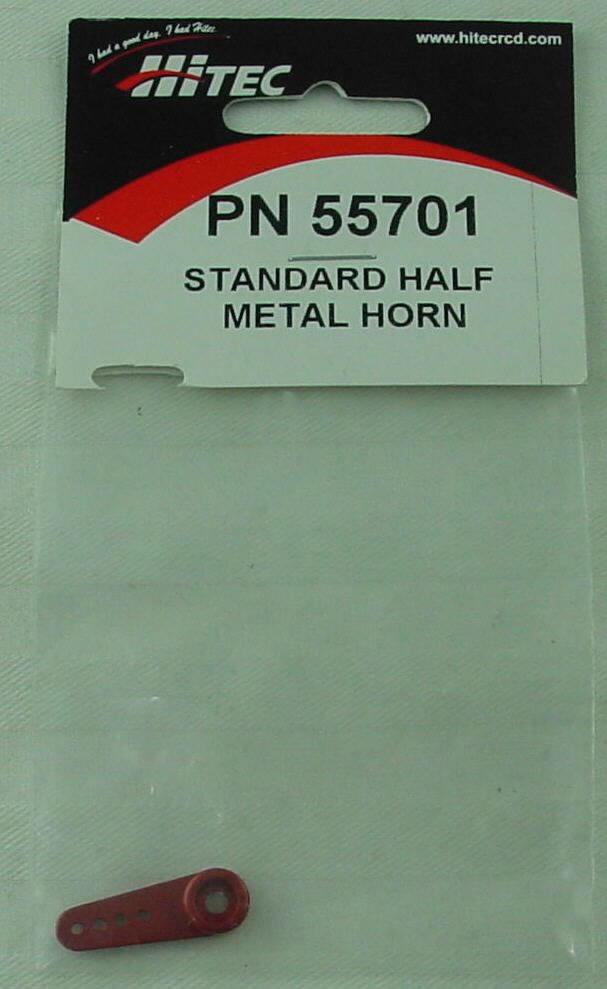 I had a good day. I had Hitec.
www.hitecrcd.com
HiTEC
PN 55701
STANDARD HALF
METAL HORN